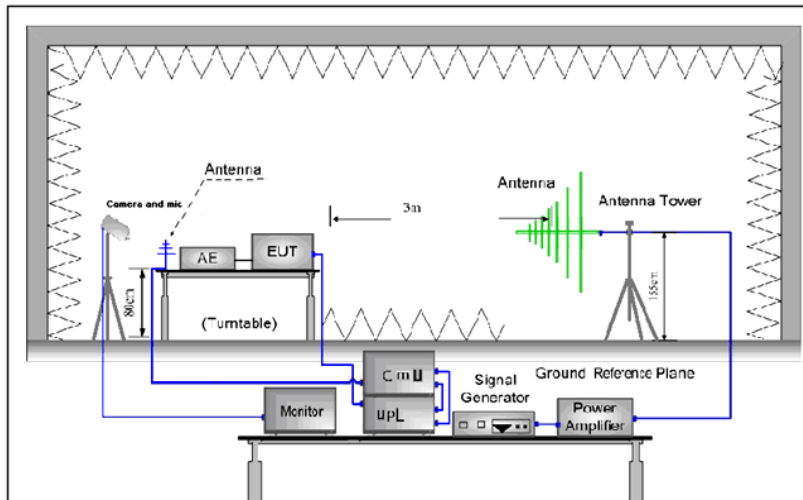 Antenna
Camera and mic
Antenna
3m
Antenna Tower
AE
EUT
80cm
155cm
(Turntable)
Ground Reference Plane
CmU
Signal
Generator
Monitor
upL
Power
Amplifier